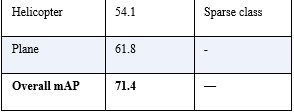 Helicopter 54.1 Sparse class
Plane 61.8 -
Overall mAP 71.4 —